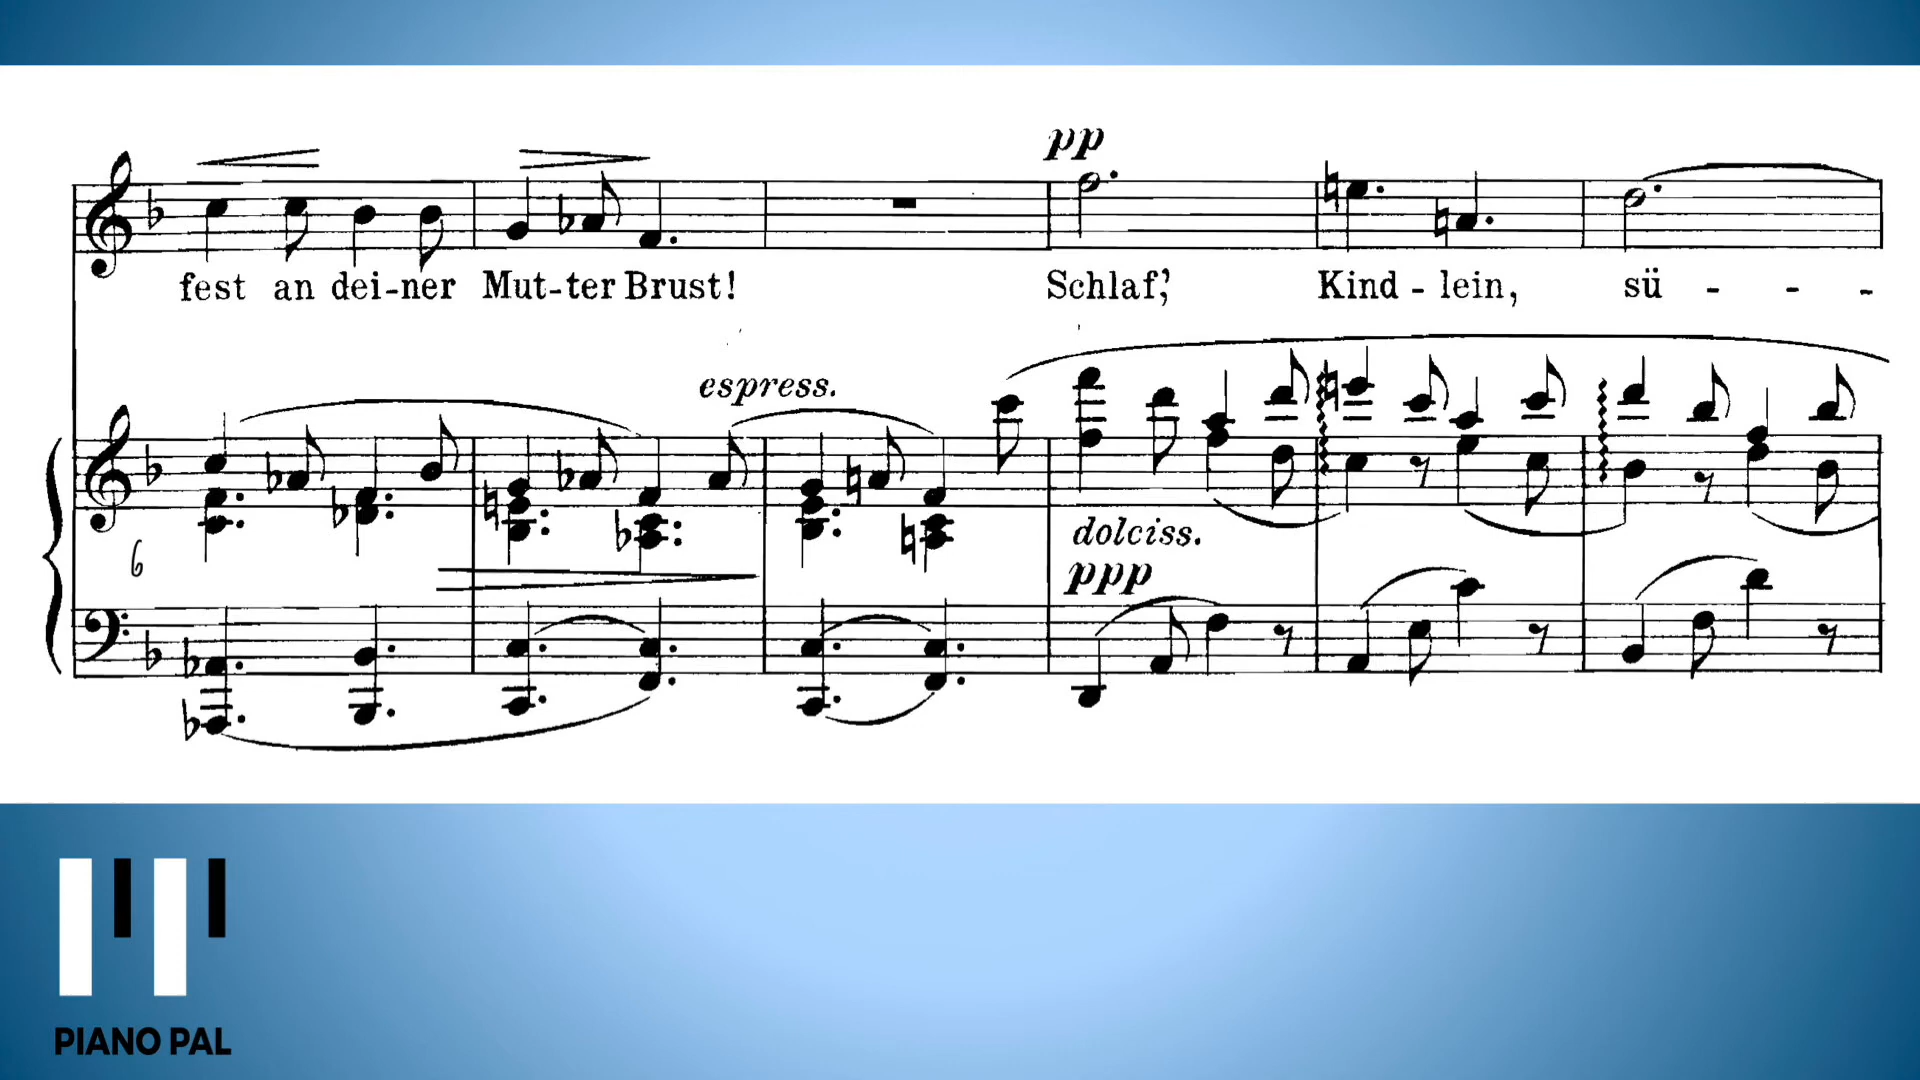 pp
fest an dei-ner Mut-ter Brust! Schlaf,' Kind - lein, sü - - -
espress.
6
dolciss.
ppp
PIANO PAL